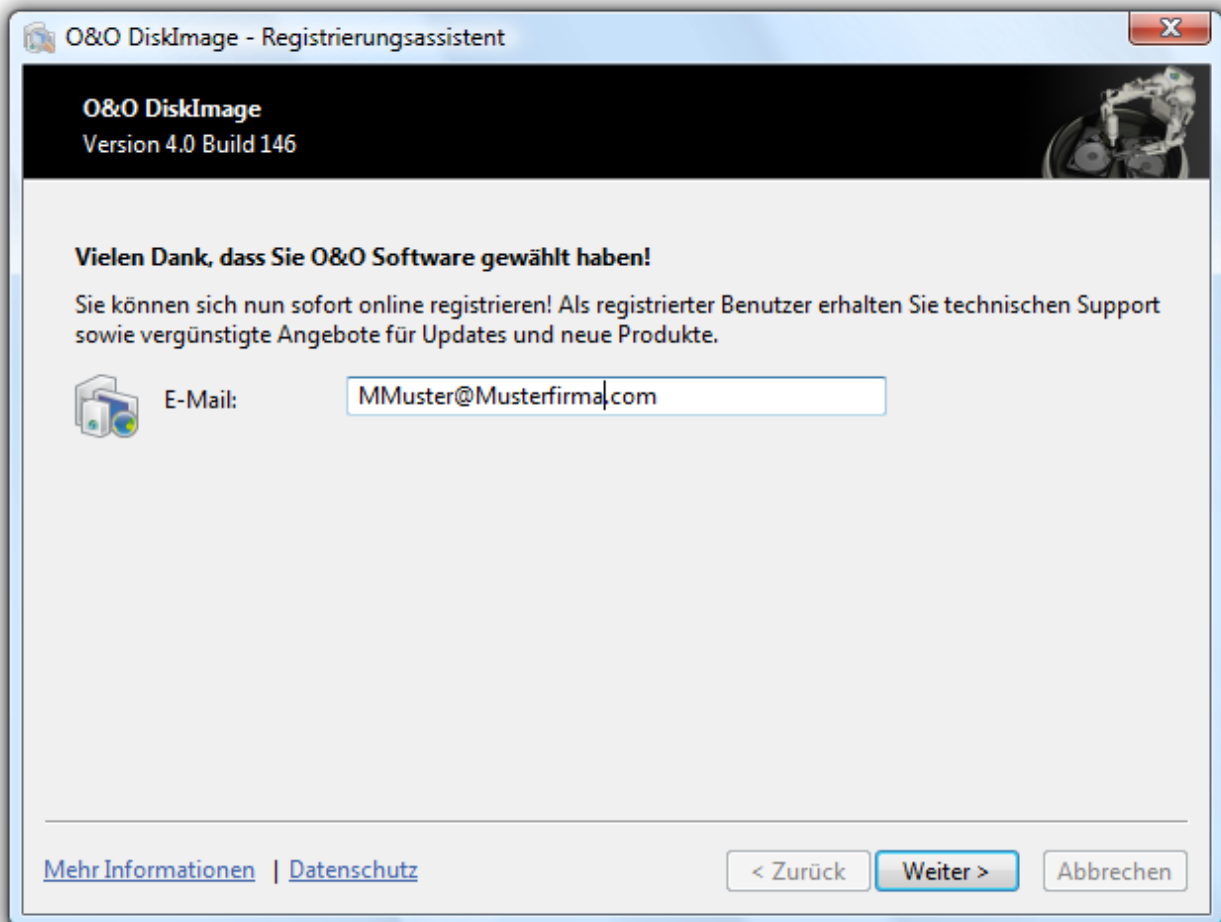 O&O DiskImage - Registrierungsassistent
X
O&O DiskImage
Version 4.0 Build 146
Vielen Dank, dass Sie O&O Software gewählt haben!
Sie können sich nun sofort online registrieren! Als registrierter Benutzer erhalten Sie technischen Support
sowie vergünstigte Angebote für Updates und neue Produkte.
E-Mail: MMuster@Musterfirma.com
Mehr Informationen | Datenschutz < Zurück Weiter > Abbrechen